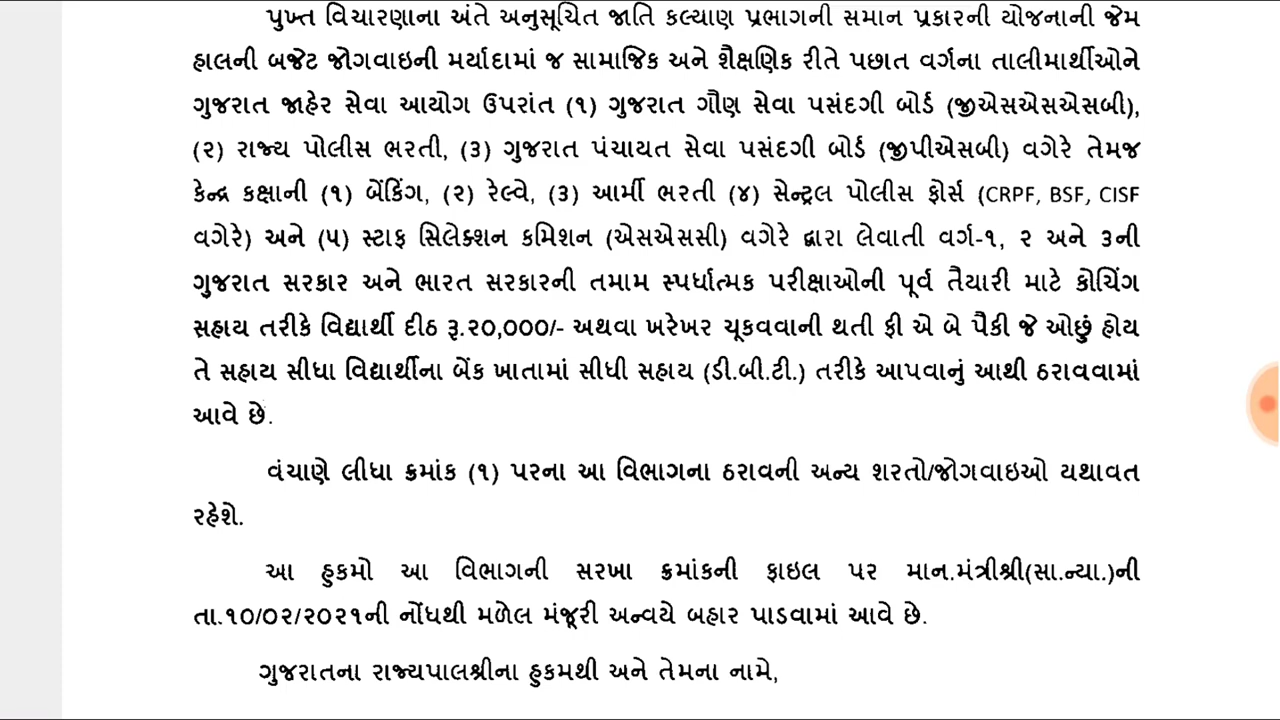 પુખ્ત વિચારણાના અંતે અનુસૂચિત જાતિ કલ્યાણ પ્રભાગની સમાન પ્રકારની યોજનાની જેમ
હાલની બજેટ જોગવાઇની મર્યાદામાં જ સામાજિક અને શૈક્ષણિક રીતે પછાત વર્ગના તાલીમાર્થીઓને
ગુજરાત જાહેર સેવા આયોગ ઉપરાંત (૧) ગુજરાત ગૌણ સેવા પસંદગી બોર્ડ (જીએસએસએસબી),
(૨) રાજ્ય પોલીસ ભરતી, (૩) ગુજરાત પંચાયત સેવા પસંદગી બોર્ડ (જીપીએસબી) વગેરે તેમજ
કેન્દ્ર કક્ષાની (૧) બેંકિંગ, (૨) રેલ્વે, (૩) આર્મી ભરતી (૪) સેન્ટ્રલ પોલીસ ફોર્સ (CRPF, BSF, CISF
વગેરે) અને (૫) સ્ટાફ સિલેક્શન કમિશન (એસએસસી) વગેરે દ્વારા લેવાતી વર્ગ-૧, ૨ અને ૩ની
ગુજરાત સરકાર અને ભારત સરકારની તમામ સ્પર્ધાત્મક પરીક્ષાઓની પૂર્વ તૈયારી માટે કોચિંગ
સહાય તરીકે વિદ્યાર્થી દીઠ રૂ.૨૦,૦૦૦/- અથવા ખરેખર ચૂકવવાની થતી ફી એ બે પૈકી જે ઓછું હોય
તે સહાય સીધા વિદ્યાર્થીના બેંક ખાતામાં સીધી સહાય (ડી.બી.ટી.) તરીકે આપવાનું આથી ઠરાવવામાં
આવે છે.
વંચાણે લીધા ક્રમાંક (૧) પરના આ વિભાગના ઠરાવની અન્ય શરતો/જોગવાઇઓ યથાવત
રહેશે.
આ હુકમો આ વિભાગની સરખા ક્રમાંકની ફાઇલ પર માન.મંત્રીશ્રી(સા.ન્યા.)ની
તા.૧૦/૦૨/૨૦૨૧ની નોંધથી મળેલ મંજૂરી અન્વયે બહાર પાડવામાં આવે છે.
ગુજરાતના રાજ્યપાલશ્રીના હુકમથી અને તેમના નામે,